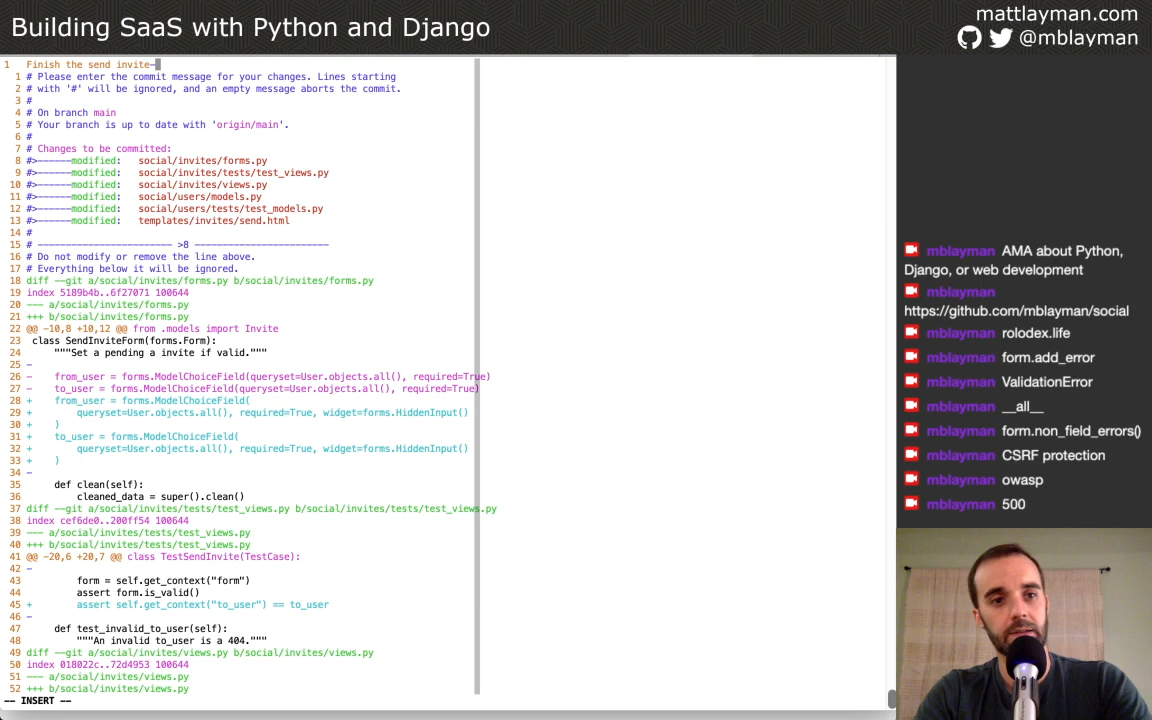 Building SaaS with Python and Django
mattlayman.com
@mblayman
1 Finish the send invite-
1 # Please enter the commit message for your changes. Lines starting
2 # with '#' will be ignored, and an empty message aborts the commit.
3 #
4 # On branch main
5 # Your branch is up to date with 'origin/main'.
6 #
7 # Changes to be committed:
8 #>------modified:   social/invites/forms.py
9 #>------modified:   social/invites/tests/test_views.py
10 #>------modified:   social/invites/views.py
11 #>------modified:   social/users/models.py
12 #>------modified:   social/users/tests/test_models.py
13 #>------modified:   templates/invites/send.html
14 #
15 # ------------------------ >8 ------------------------
16 # Do not modify or remove the line above.
17 # Everything below it will be ignored.
18 diff --git a/social/invites/forms.py b/social/invites/forms.py
19 index 5189b4b..6f27071 100644
20 --- a/social/invites/forms.py
21 +++ b/social/invites/forms.py
22 @@ -10,8 +10,12 @@ from .models import Invite
23  class SendInviteForm(forms.Form):
24     """Set a pending a invite if valid."""
25 -
26 -    from_user = forms.ModelChoiceField(queryset=User.objects.all(), required=True)
27 -    to_user = forms.ModelChoiceField(queryset=User.objects.all(), required=True)
28 +    from_user = forms.ModelChoiceField(
29 +        queryset=User.objects.all(), required=True, widget=forms.HiddenInput()
30 +    )
31 +    to_user = forms.ModelChoiceField(
32 +        queryset=User.objects.all(), required=True, widget=forms.HiddenInput()
33 +    )
34 -
35     def clean(self):
36         cleaned_data = super().clean()
37 diff --git a/social/invites/tests/test_views.py b/social/invites/tests/test_views.py
38 index cef6de0..200ff54 100644
39 --- a/social/invites/tests/test_views.py
40 +++ b/social/invites/tests/test_views.py
41 @@ -20,6 +20,7 @@ class TestSendInvite(TestCase):
42 -
43         form = self.get_context("form")
44         assert form.is_valid()
45 +        assert self.get_context("to_user") == to_user
46 -
47     def test_invalid_to_user(self):
48         """An invalid to_user is a 404."""
49 diff --git a/social/invites/views.py b/social/invites/views.py
50 index 018022c..72d4953 100644
51 --- a/social/invites/views.py
52 +++ b/social/invites/views.py
-- INSERT --
mblayman AMA about Python,
Django, or web development
mblayman
https://github.com/mblayman/social
mblayman rolodex.life
mblayman form.add_error
mblayman ValidationError
mblayman __all__
mblayman form.non_field_errors()
mblayman CSRF protection
mblayman owasp
mblayman 500